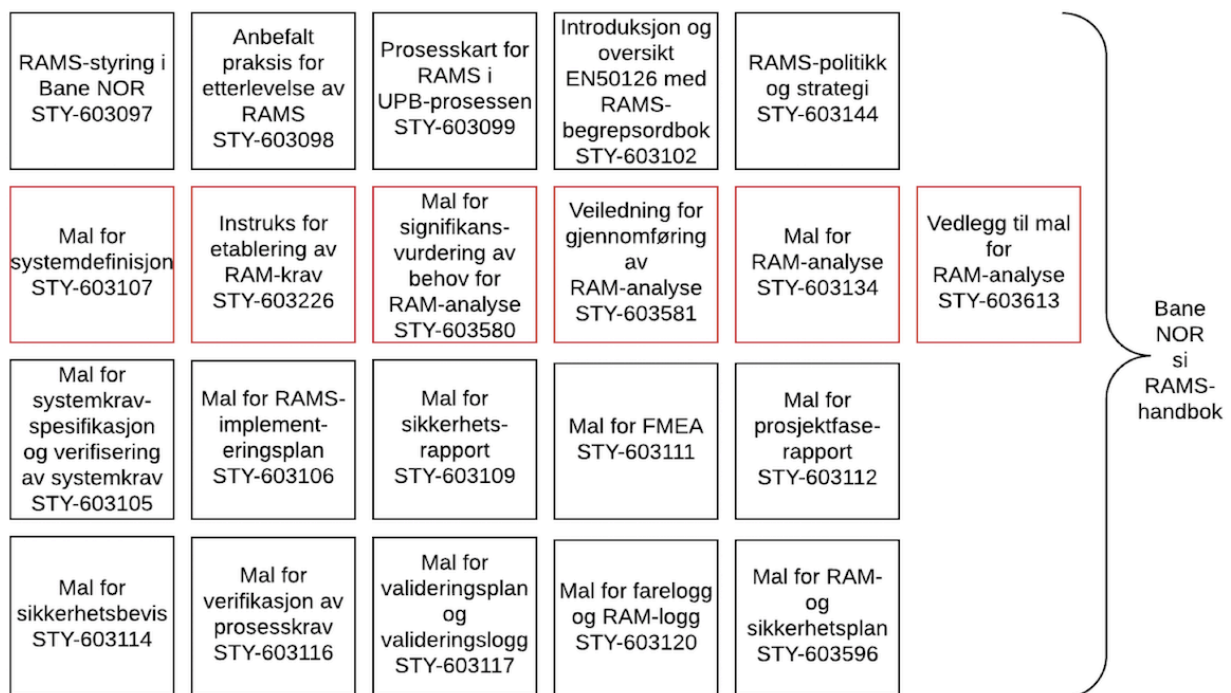 RAMS-styring i
Bane NOR
STY-603097
Anbefalt
praksis for
etterlevelse av
RAMS
STY-603098
Prosesskart for
RAMS i
UPB-prosessen
STY-603099
Introduksjon og
oversikt
EN50126 med
RAMS-
begrepsordbok
STY-603102
RAMS-politikk
og strategi
STY-603144
Mal for
systemdefinisjon
STY-603107
Instruks for
etablering av
RAM-krav
STY-603226
Mal for
signifikans-
vurdering av
behov for
RAM-analyse
STY-603580
Veiledning for
gjennomføring
av
RAM-analyse
STY-603581
Mal for
RAM-analyse
STY-603134
Vedlegg til mal
for
RAM-analyse
STY-603613
Mal for
systemkrav-
spesifikasjon
og verifisering
av systemkrav
STY-603105
Mal for RAMS-
implement-
eringsplan
STY-603106
Mal for
sikkerhets-
rapport
STY-603109
Mal for FMEA
STY-603111
Mal for
prosjektfase-
rapport
STY-603112
Mal for
sikkerhetsbevis
STY-603114
Mal for
verifikasjon av
prosesskrav
STY-603116
Mal for
valideringsplan
og
valideringslogg
STY-603117
Mal for farelogg
og RAM-logg
STY-603120
Mal for RAM-
og
sikkerhetsplan
STY-603596
Bane
NOR
si
RAMS-
handbok